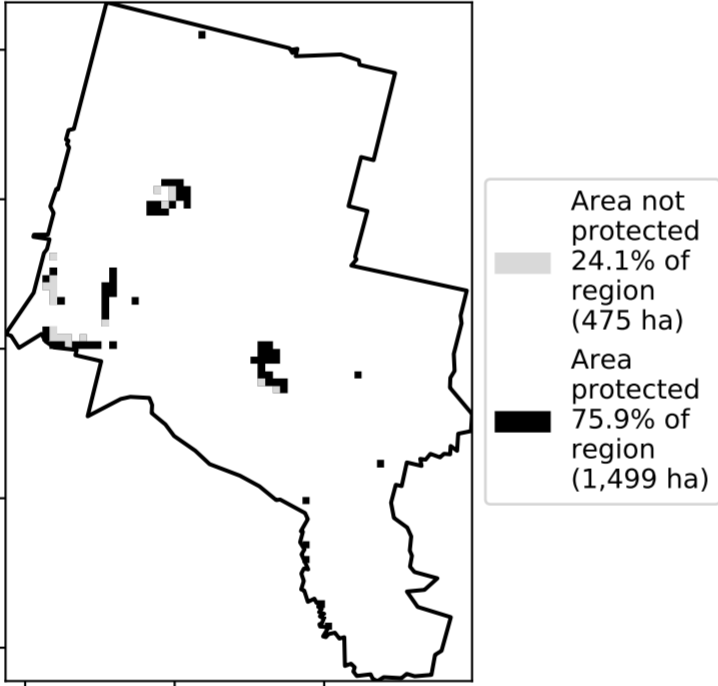 Area not
protected
24.1% of
region
(475 ha)
Area
protected
75.9% of
region
(1,499 ha)